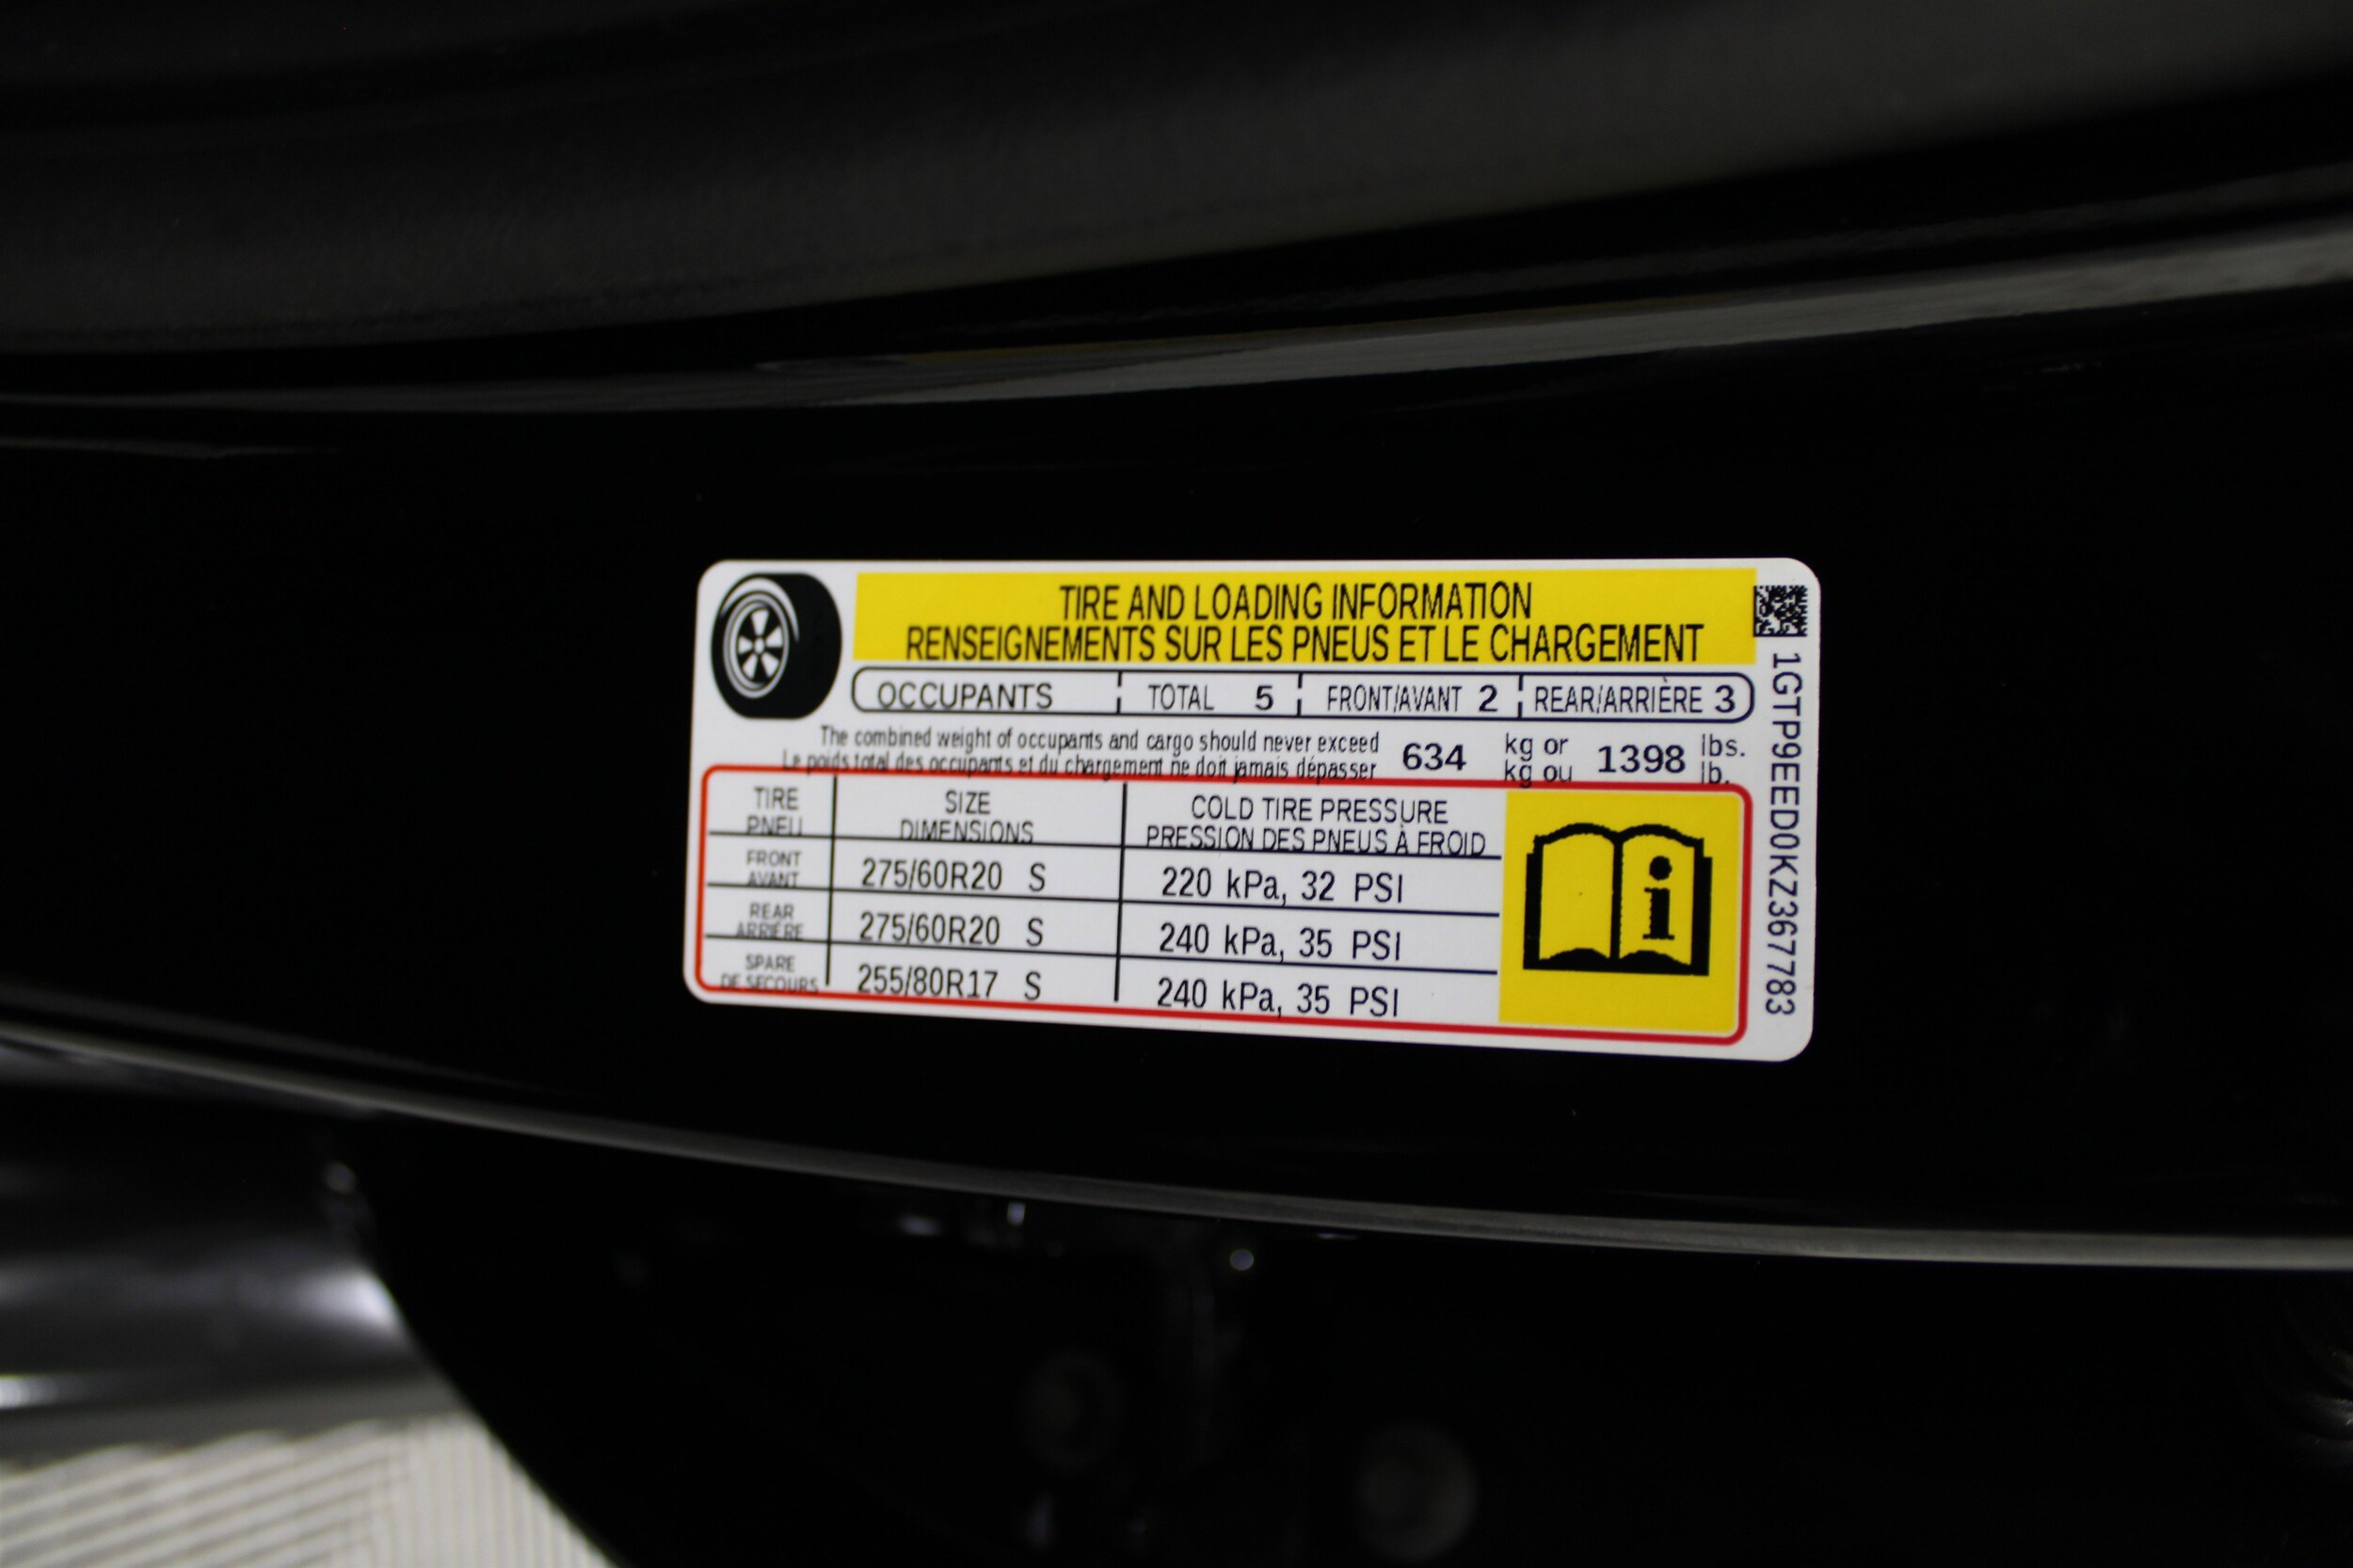 TIRE AND LOADING INFORMATION
RENSEIGNEMENTS SUR LES PNEUS ET LE CHARGEMENT
OCCUPANTS TOTAL 5 FRONT/AVANT 2 REAR/ARRIÈRE 3
The combined weight of occupants and cargo should never exceed 634 kg or 1398 lbs.
Le poids total des occupants et du chargement ne doit jamais dépasser kg ou lb.
TIRE SIZE COLD TIRE PRESSURE
PNEU DIMENSIONS PRESSION DES PNEUS À FROID
FRONT
AVANT 275/60R20 S 220 kPa, 32 PSI
REAR
ARRIÈRE 275/60R20 S 240 kPa, 35 PSI
SPARE
DE SECOURS 255/80R17 S 240 kPa, 35 PSI
i
1GTP9EED0KZ367783